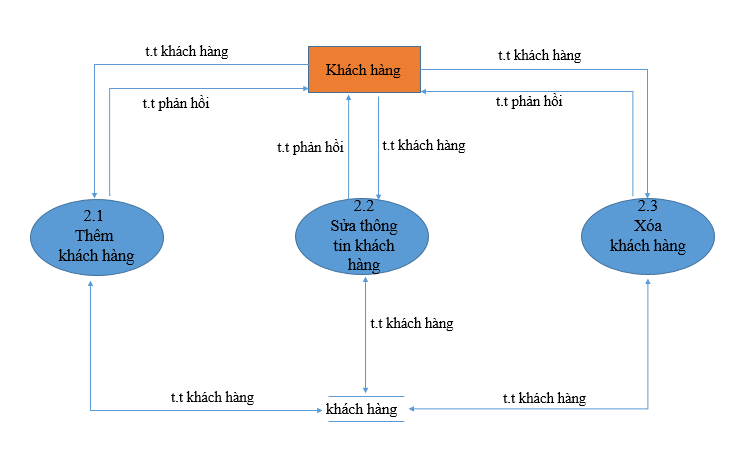 t.t khách hàng
Khách hàng
t.t khách hàng
t.t phản hồi
t.t phản hồi
t.t khách hàng
t.t phản hồi
2.1
Thêm
khách hàng
2.2
Sửa thông
tin khách
hàng
2.3
Xóa
khách hàng
t.t khách hàng
t.t khách hàng
khách hàng
t.t khách hàng